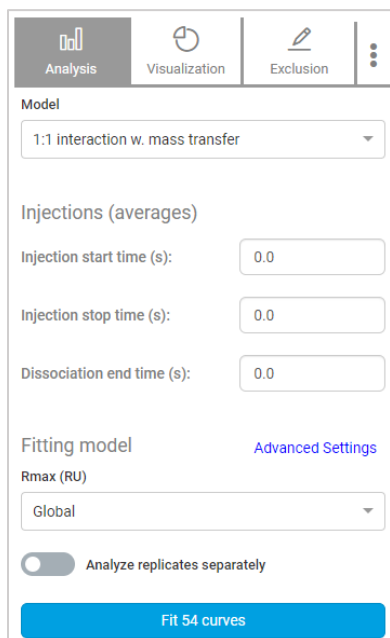 Analysis
Visualization
Exclusion
Model
1:1 interaction w. mass transfer
Injections (averages)
Injection start time (s): 0.0
Injection stop time (s): 0.0
Dissociation end time (s): 0.0
Fitting model Advanced Settings
Rmax (RU)
Global
Analyze replicates separately
Fit 54 curves